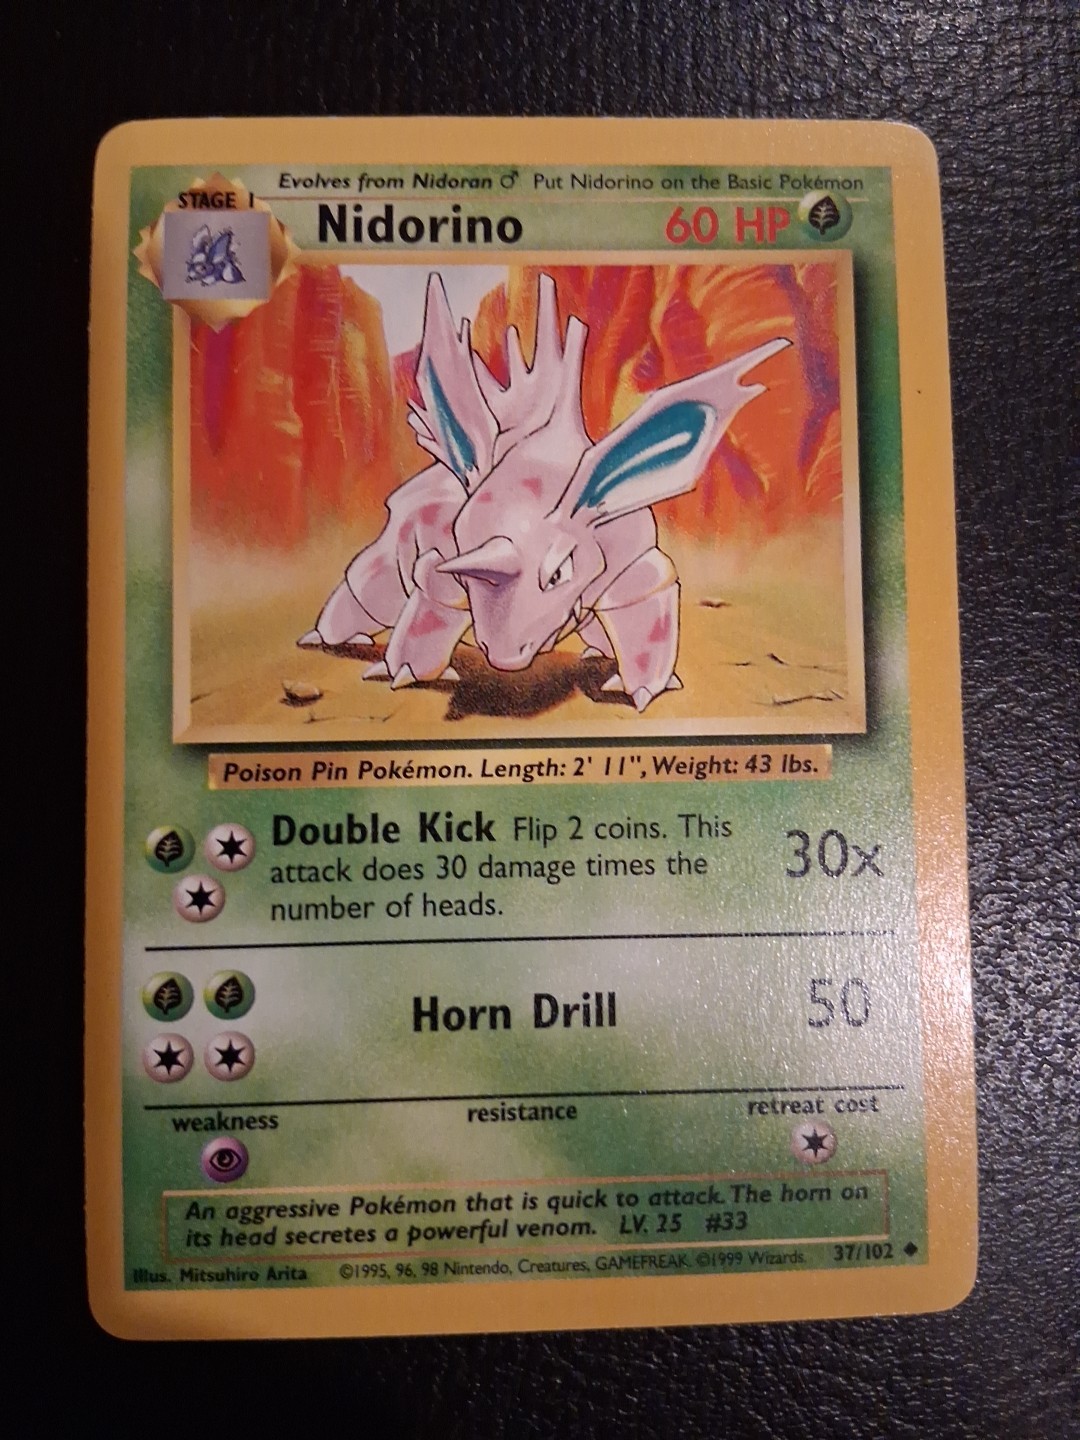 Evolves from Nidoran ♂ Put Nidorino on the Basic Pokémon
STAGE 1
Nidorino 60 HP
Poison Pin Pokémon. Length: 2' 11", Weight: 43 lbs.
Double Kick Flip 2 coins. This
attack does 30 damage times the
number of heads.
30x
Horn Drill 50
weakness resistance retreat cost
An aggressive Pokémon that is quick to attack. The horn on
its head secretes a powerful venom. LV. 25 #33
Illus. Mitsuhiro Arita ©1995, 96, 98 Nintendo, Creatures, GAMEFREAK. ©1999 Wizards. 37/102